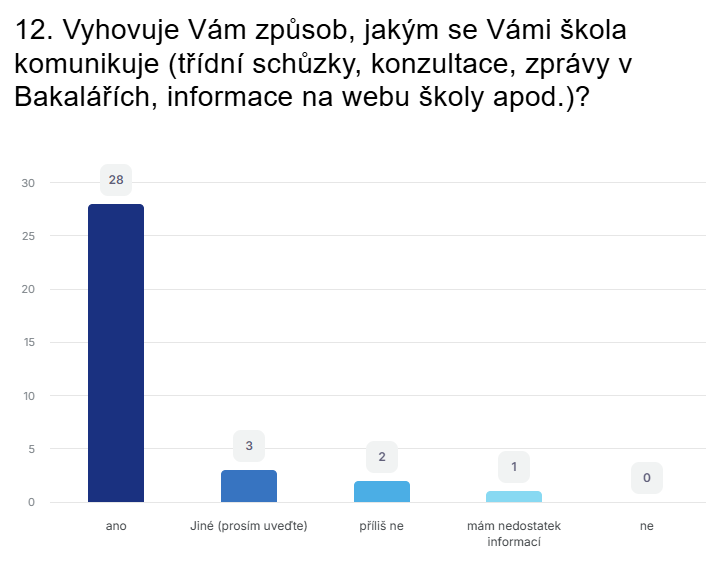 12. Vyhovuje Vám způsob, jakým se Vámi škola
komunikuje (třídní schůzky, konzultace, zprávy v
Bakalářích, informace na webu školy apod.)?
30
25
20
15
10
5
0
28
3
2
1
0
ano
Jiné (prosím uveďte)
příliš ne
mám nedostatek
informací
ne